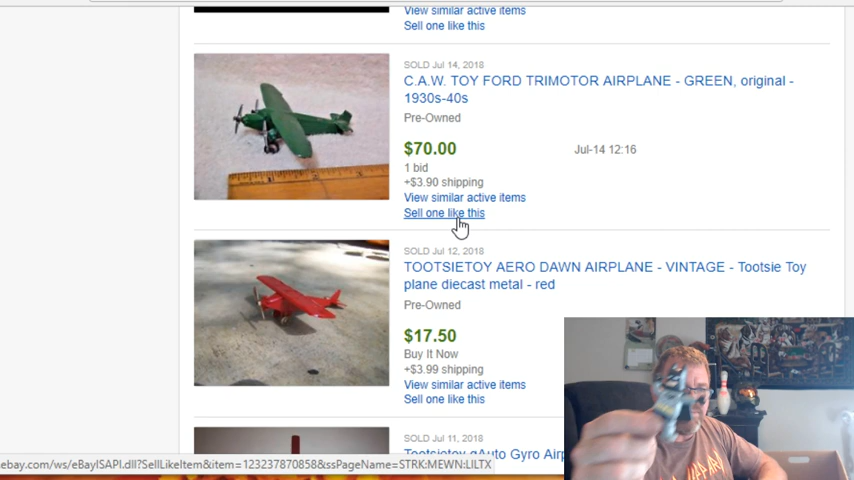 View similar active items
Sell one like this
SOLD Jul 14, 2018
C.A.W. TOY FORD TRIMOTOR AIRPLANE - GREEN, original -
1930s-40s
Pre-Owned
$70.00
Jul-14 12:16
1 bid
+$3.90 shipping
View similar active items
Sell one like this
SOLD Jul 12, 2018
TOOTSIETOY AERO DAWN AIRPLANE - VINTAGE - Tootsie Toy
plane diecast metal - red
Pre-Owned
$17.50
Buy It Now
+$3.99 shipping
View similar active items
Sell one like this
SOLD Jul 11, 2018
Tootsietoy qAuto Gyro Airp
ebay.com/ws/eBayISAPI.dll?SellLikeItem&item=123237870858&ssPageName=STRK:MEWN:LILTX